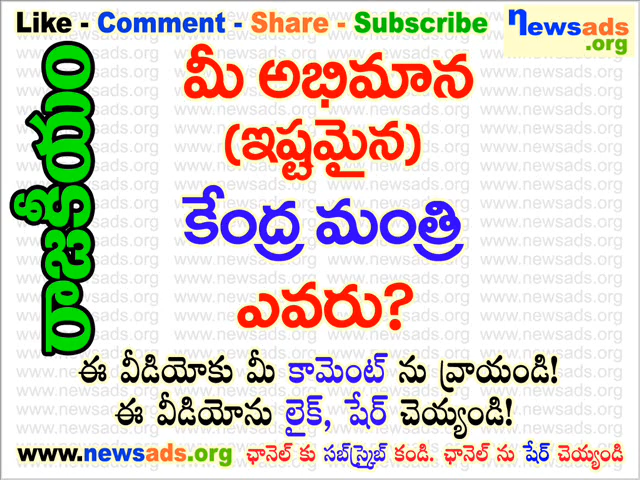 Like - Comment - Share - Subscribe
newsads
.org
రాజకీయం
మీ అభిమాన
(ఇష్టమైన)
కేంద్ర మంత్రి
ఎవరు?
ఈ వీడియోకు మీ కామెంట్ ను వ్రాయండి!
ఈ వీడియోను లైక్, షేర్ చెయ్యండి!
www.newsads.org ఛానెల్ కు సబ్‌స్క్రైబ్ కండి. ఛానెల్ ను షేర్ చెయ్యండి